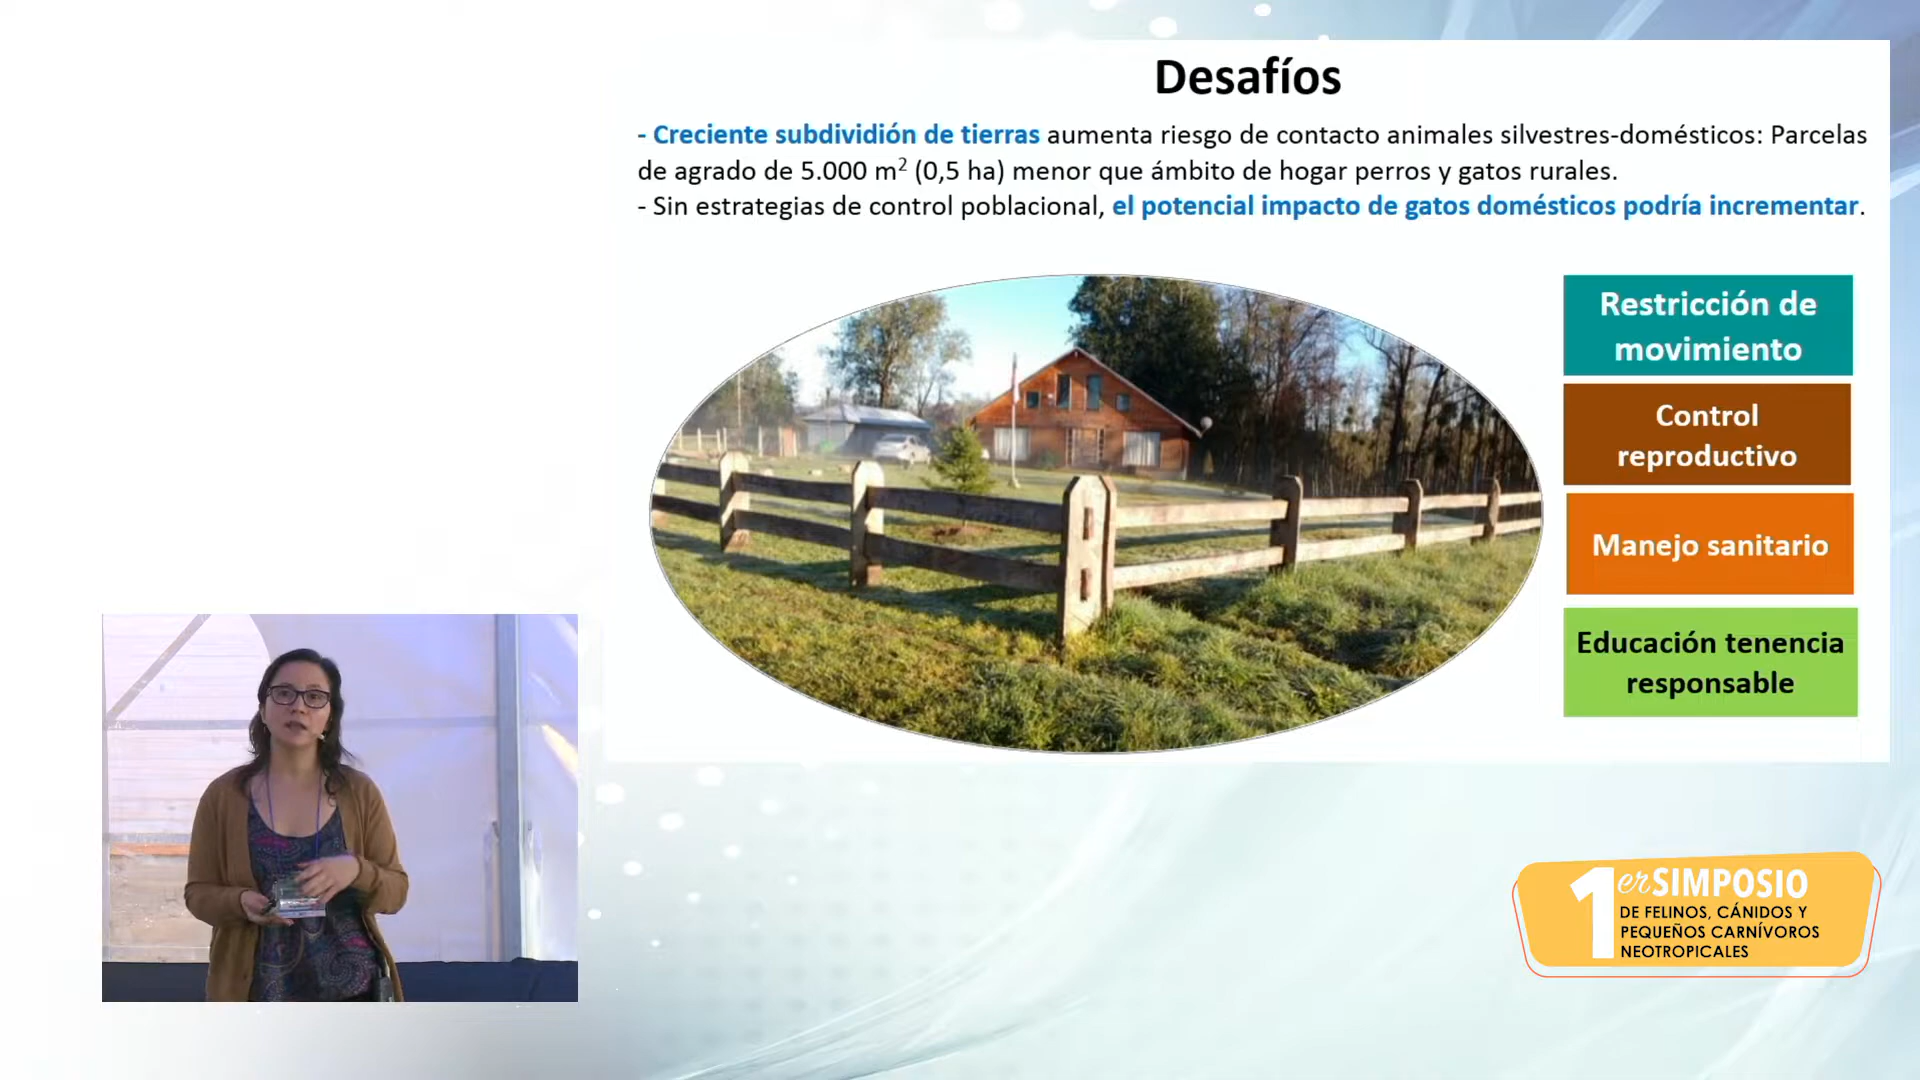 Desafíos
- Creciente subdividión de tierras aumenta riesgo de contacto animales silvestres-domésticos: Parcelas
de agrado de 5.000 m² (0,5 ha) menor que ámbito de hogar perros y gatos rurales.
- Sin estrategias de control poblacional, el potencial impacto de gatos domésticos podría incrementar.
Restricción de
movimiento
Control
reproductivo
Manejo sanitario
Educación tenencia
responsable
1er SIMPOSIO
DE FELINOS, CÁNIDOS Y
PEQUEÑOS CARNÍVOROS
NEOTROPICALES